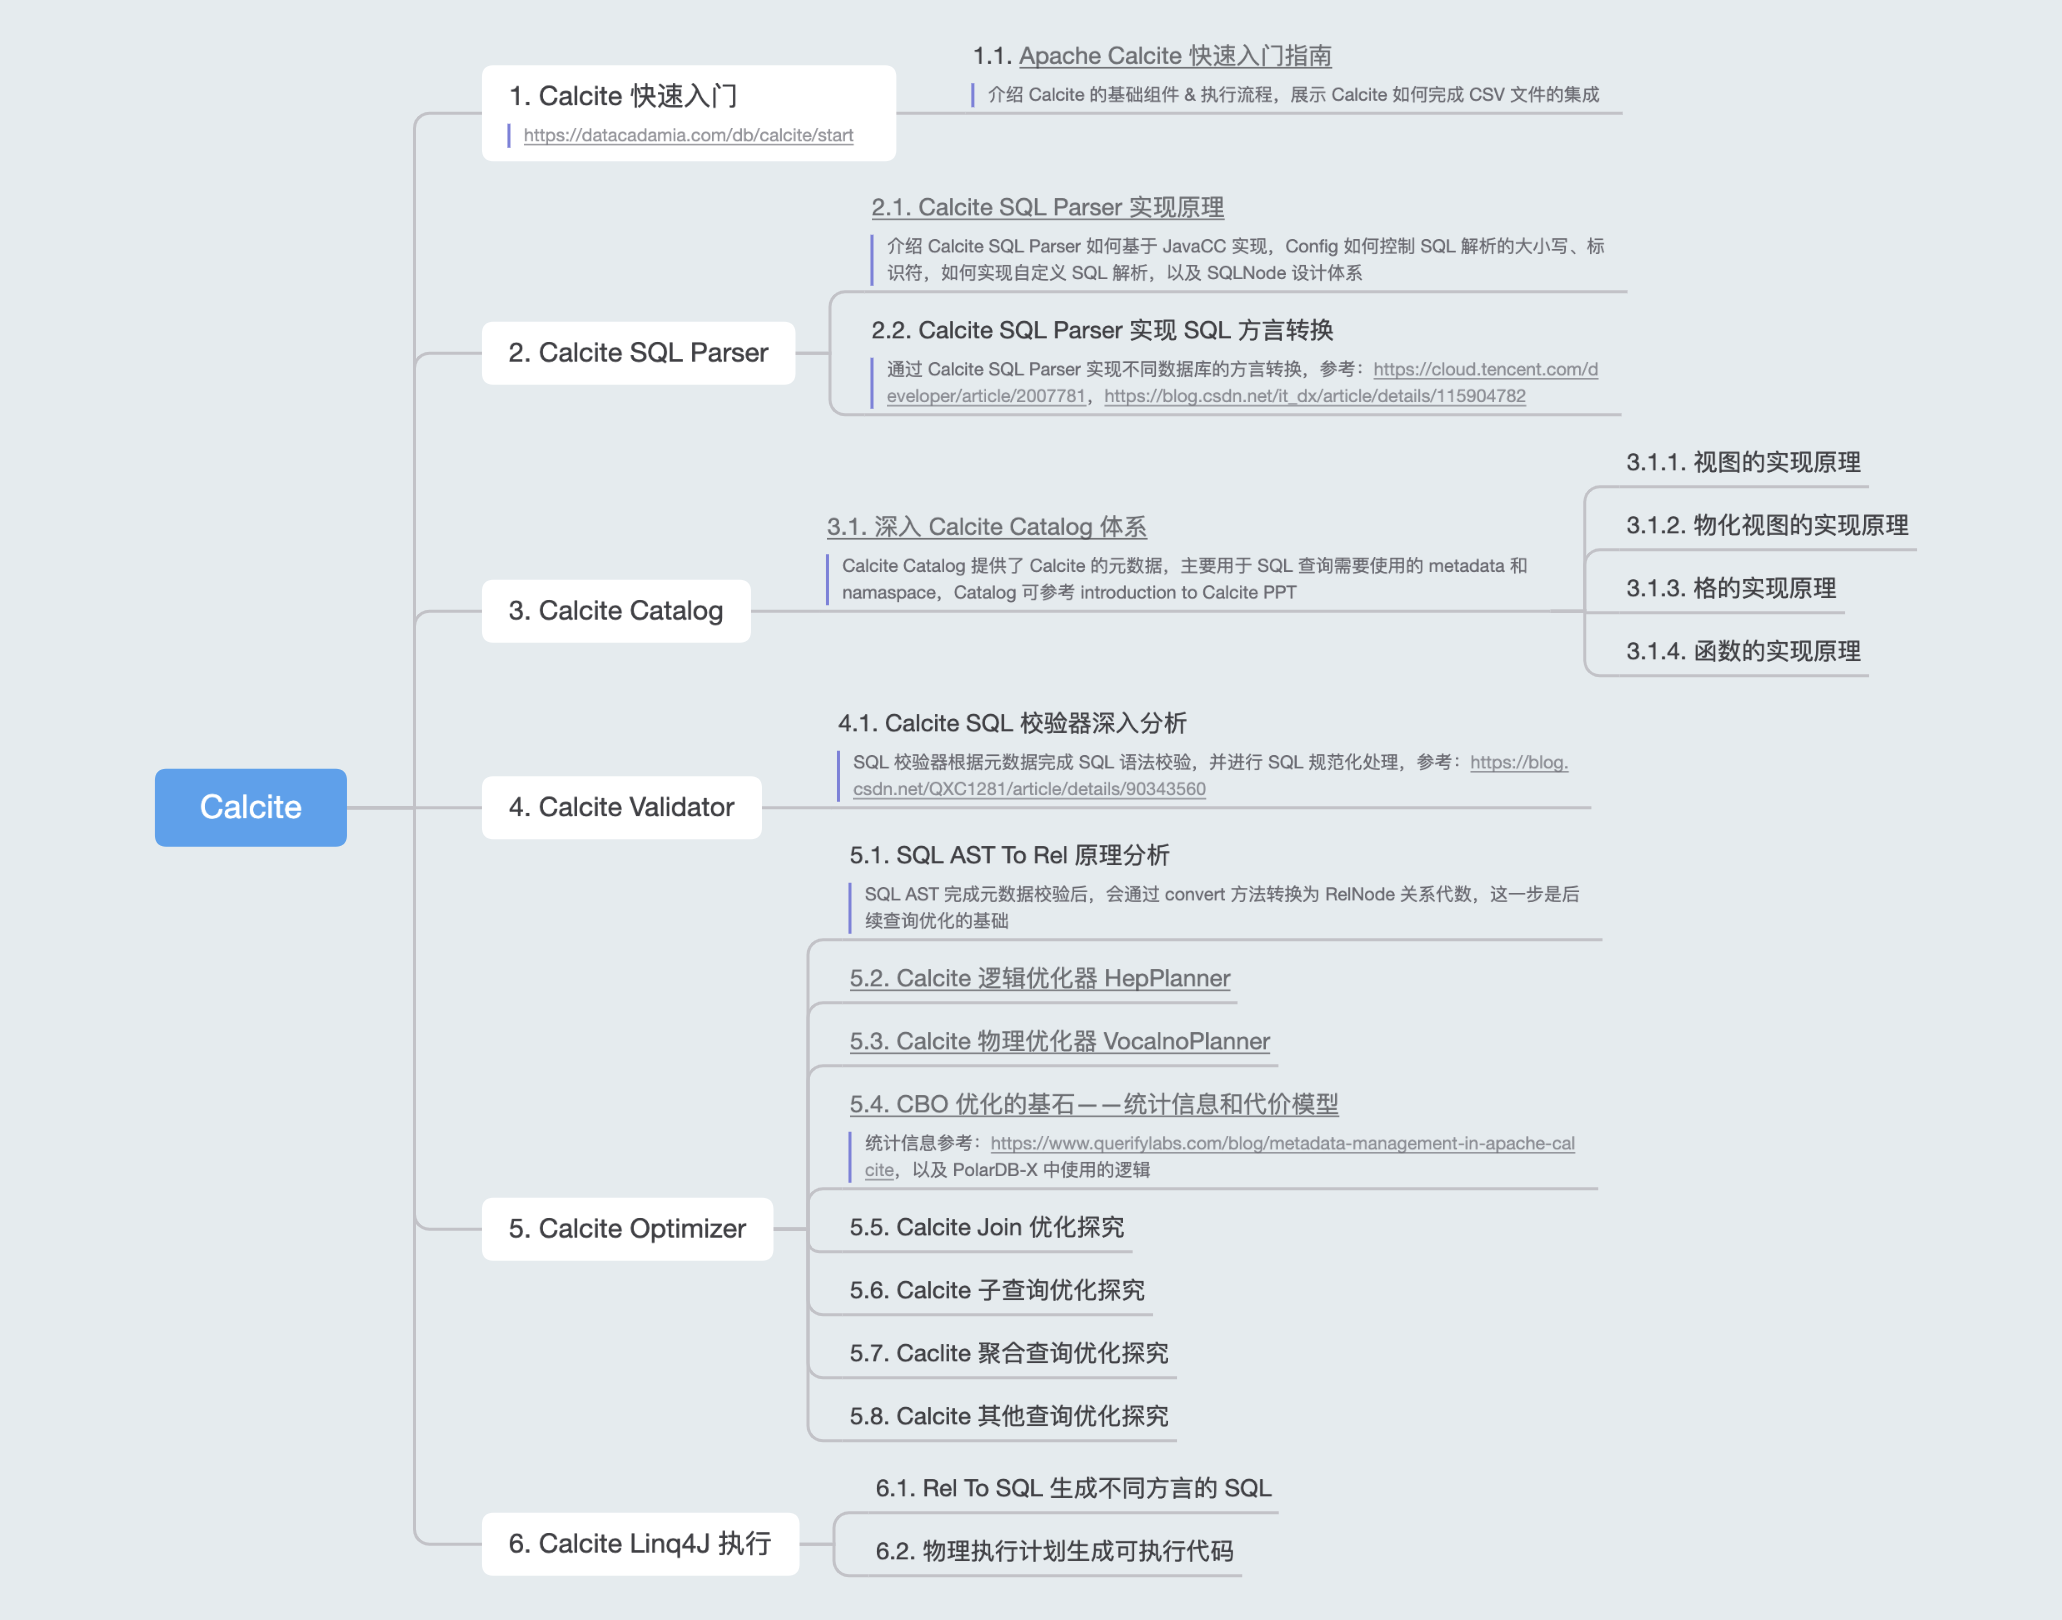 Calcite
1. Calcite 快速入门
https://datacadamia.com/db/calcite/start
1.1. Apache Calcite 快速入门指南
介绍 Calcite 的基础组件 & 执行流程，展示 Calcite 如何完成 CSV 文件的集成
2. Calcite SQL Parser
2.1. Calcite SQL Parser 实现原理
介绍 Calcite SQL Parser 如何基于 JavaCC 实现，Config 如何控制 SQL 解析的大小写、标
识符，如何实现自定义 SQL 解析，以及 SQLNode 设计体系
2.2. Calcite SQL Parser 实现 SQL 方言转换
通过 Calcite SQL Parser 实现不同数据库的方言转换，参考：https://cloud.tencent.com/d
eveloper/article/2007781，https://blog.csdn.net/it_dx/article/details/115904782
3. Calcite Catalog
3.1. 深入 Calcite Catalog 体系
Calcite Catalog 提供了 Calcite 的元数据，主要用于 SQL 查询需要使用的 metadata 和
namaspace，Catalog 可参考 introduction to Calcite PPT
3.1.1. 视图的实现原理
3.1.2. 物化视图的实现原理
3.1.3. 格的实现原理
3.1.4. 函数的实现原理
4. Calcite Validator
4.1. Calcite SQL 校验器深入分析
SQL 校验器根据元数据完成 SQL 语法校验，并进行 SQL 规范化处理，参考：https://blog.
csdn.net/QXC1281/article/details/90343560
5. Calcite Optimizer
5.1. SQL AST To Rel 原理分析
SQL AST 完成元数据校验后，会通过 convert 方法转换为 RelNode 关系代数，这一步是后
续查询优化的基础
5.2. Calcite 逻辑优化器 HepPlanner
5.3. Calcite 物理优化器 VocalnoPlanner
5.4. CBO 优化的基石——统计信息和代价模型
统计信息参考：https://www.querifylabs.com/blog/metadata-management-in-apache-cal
cite，以及 PolarDB-X 中使用的逻辑
5.5. Calcite Join 优化探究
5.6. Calcite 子查询优化探究
5.7. Caclite 聚合查询优化探究
5.8. Calcite 其他查询优化探究
6. Calcite Linq4J 执行
6.1. Rel To SQL 生成不同方言的 SQL
6.2. 物理执行计划生成可执行代码